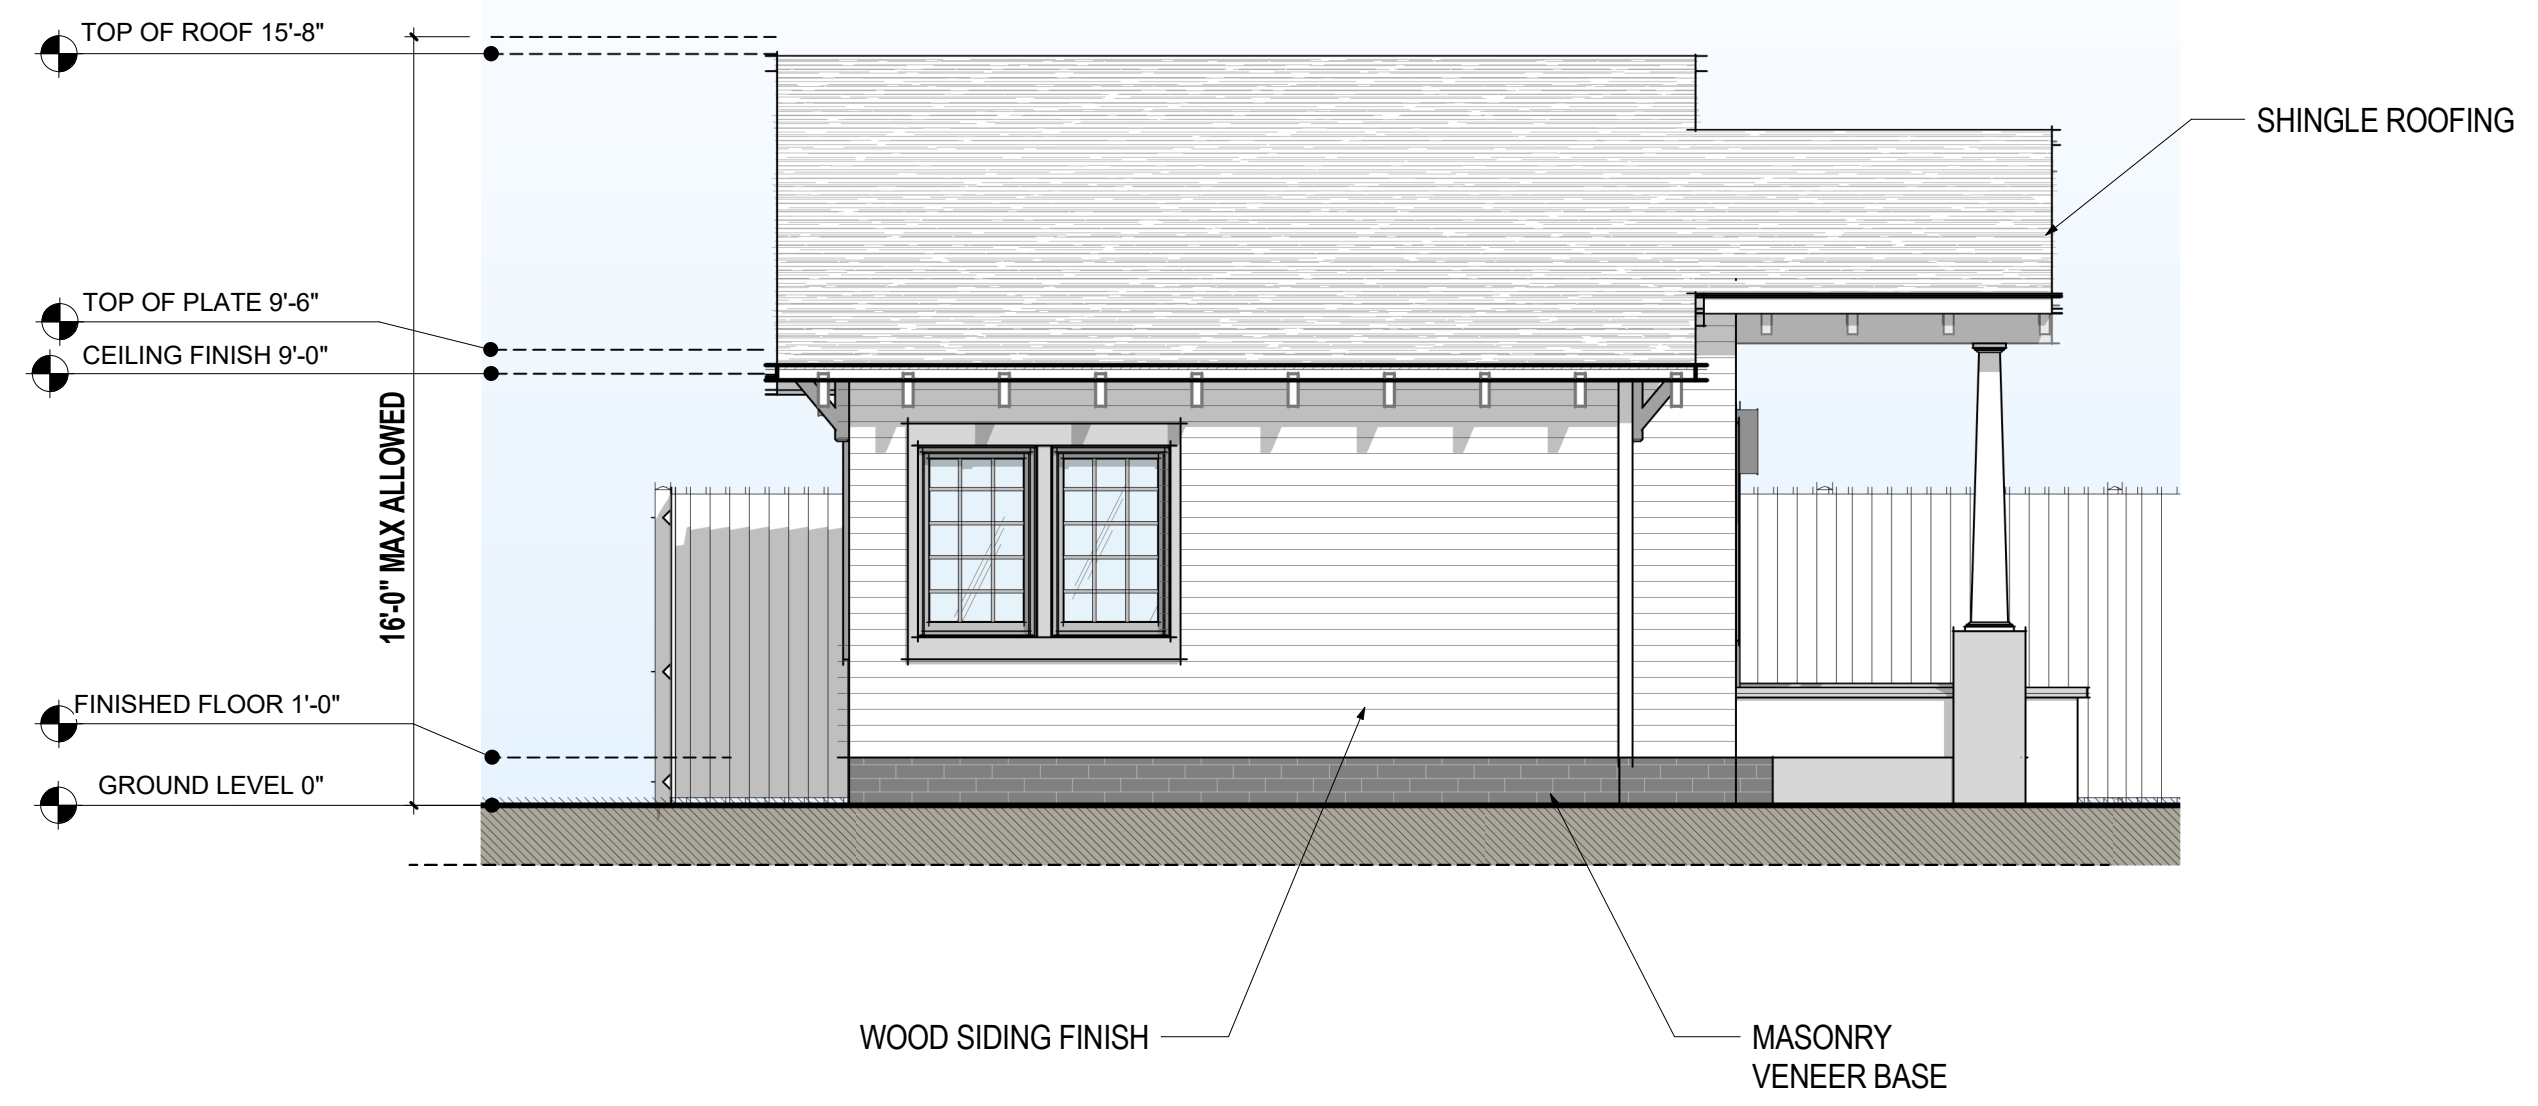 TOP OF ROOF 15'-8"
SHINGLE ROOFING
TOP OF PLATE 9'-6"
CEILING FINISH 9'-0"
16'-0" MAX ALLOWED
FINISHED FLOOR 1'-0"
GROUND LEVEL 0"
WOOD SIDING FINISH
MASONRY
VENEER BASE